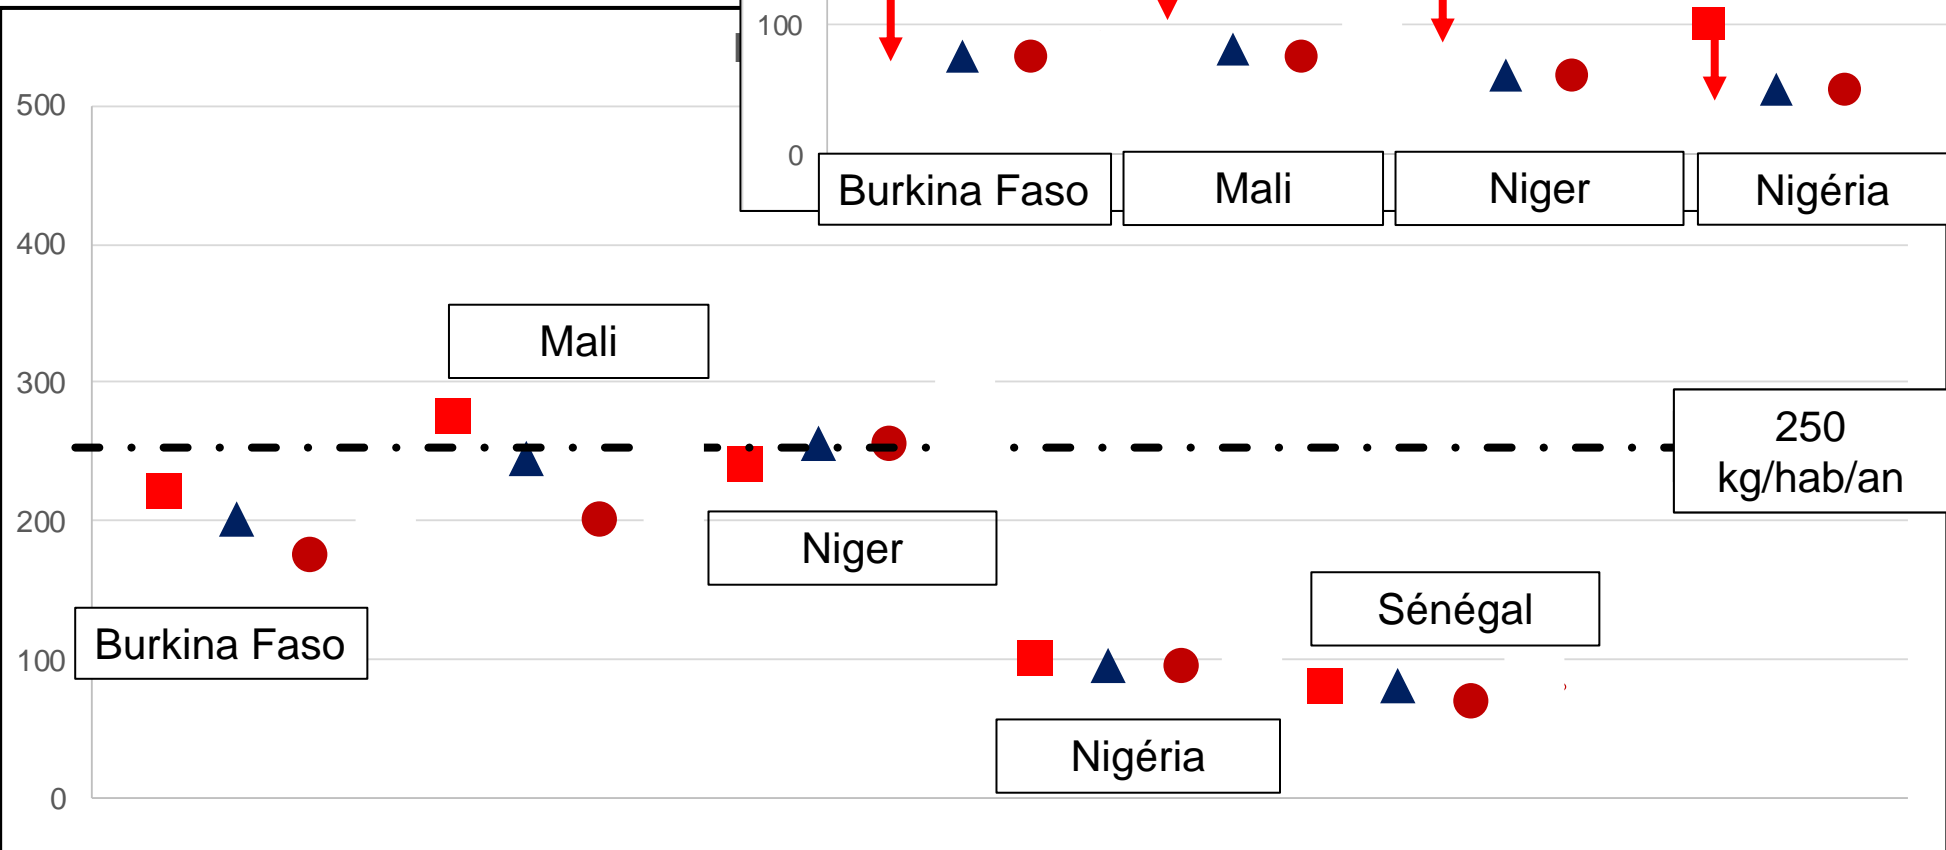 100
0
Burkina Faso
Mali
Niger
Nigéria
500
400
300
200
100
0
Mali
250
kg/hab/an
Niger
Sénégal
Burkina Faso
Nigéria